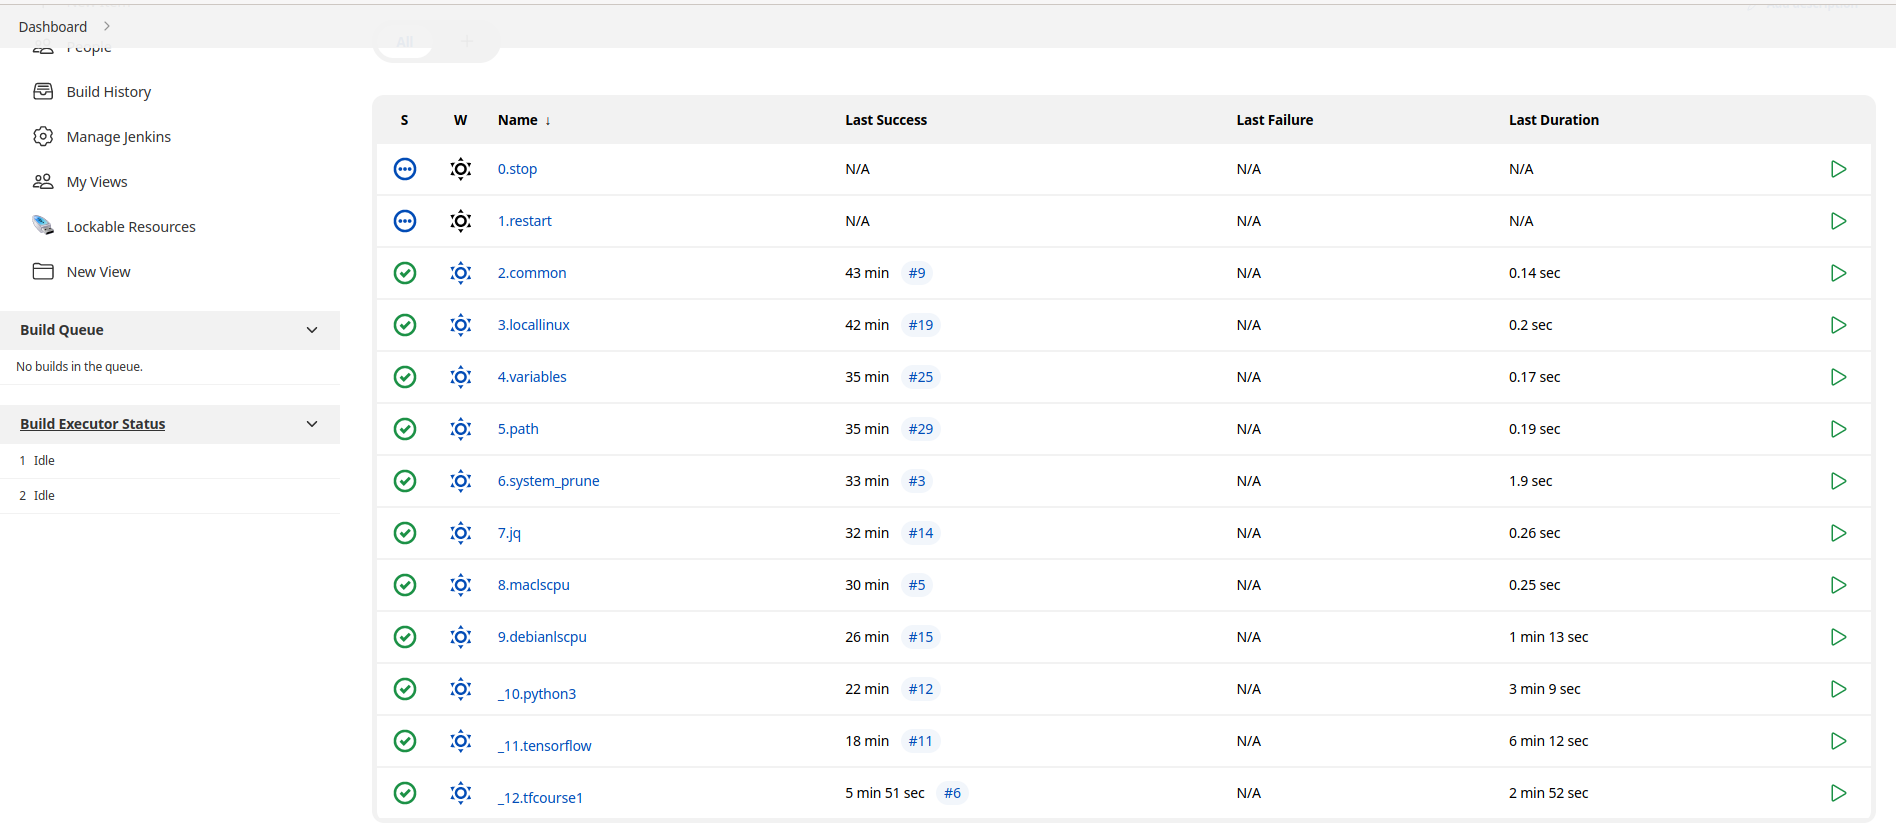 Dashboard
People
All +
Build History
Manage Jenkins
My Views
Lockable Resources
New View
Build Queue
No builds in the queue.
Build Executor Status
1 Idle
2 Idle
S W Name ↓ Last Success Last Failure Last Duration
0.stop N/A N/A N/A
1.restart N/A N/A N/A
2.common 43 min #9 N/A 0.14 sec
3.locallinux 42 min #19 N/A 0.2 sec
4.variables 35 min #25 N/A 0.17 sec
5.path 35 min #29 N/A 0.19 sec
6.system_prune 33 min #3 N/A 1.9 sec
7.jq 32 min #14 N/A 0.26 sec
8.maclscpu 30 min #5 N/A 0.25 sec
9.debianlscpu 26 min #15 N/A 1 min 13 sec
_10.python3 22 min #12 N/A 3 min 9 sec
_11.tensorflow 18 min #11 N/A 6 min 12 sec
_12.tfcourse1 5 min 51 sec #6 N/A 2 min 52 sec